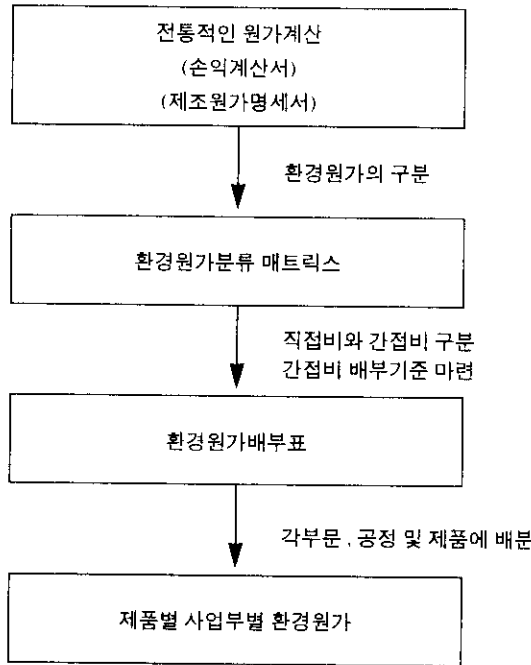 전통적인 원가계산
(손익계산서)
(제조원가명세서)
환경원가의 구분
환경원가분류 매트릭스
직접비와 간접비 구분
간접비 배부기준 마련
환경원가배부표
각부문 , 공정 및 제품에 배분
제품별 사업부별 환경원가